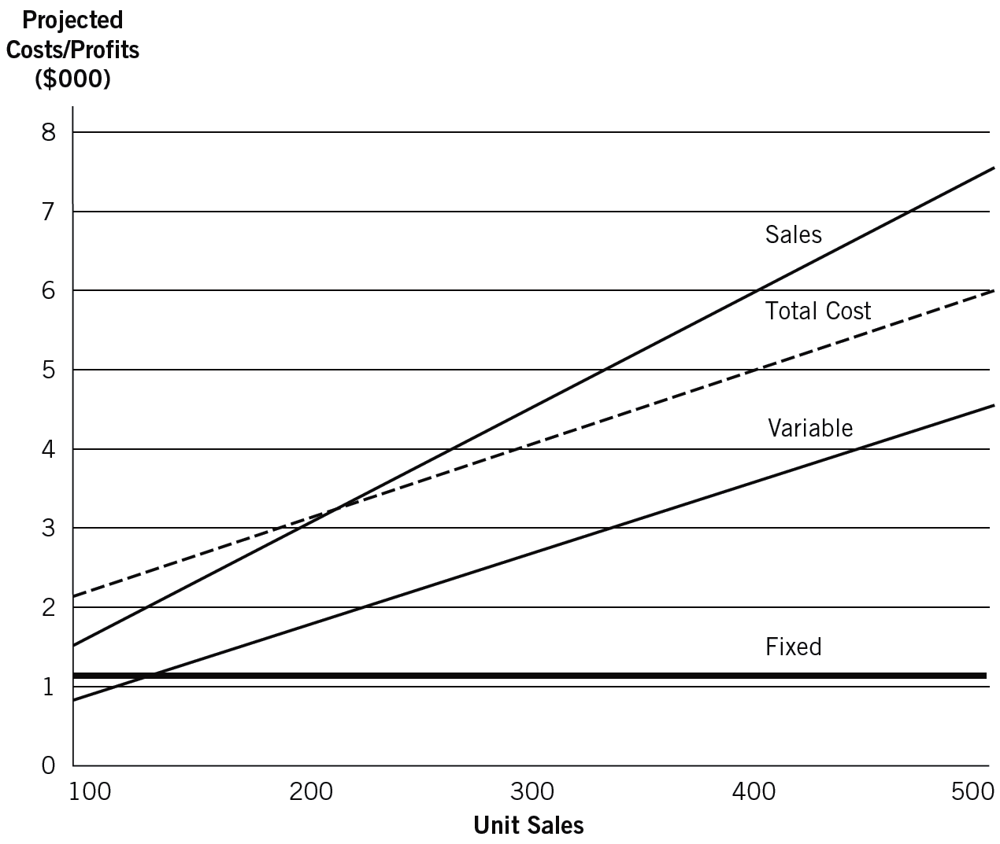 Projected
Costs/Profits
($000)
8
7
Sales
6
Total Cost
5
Variable
4
3
2
Fixed
1
0
100 200 300 400 500
Unit Sales